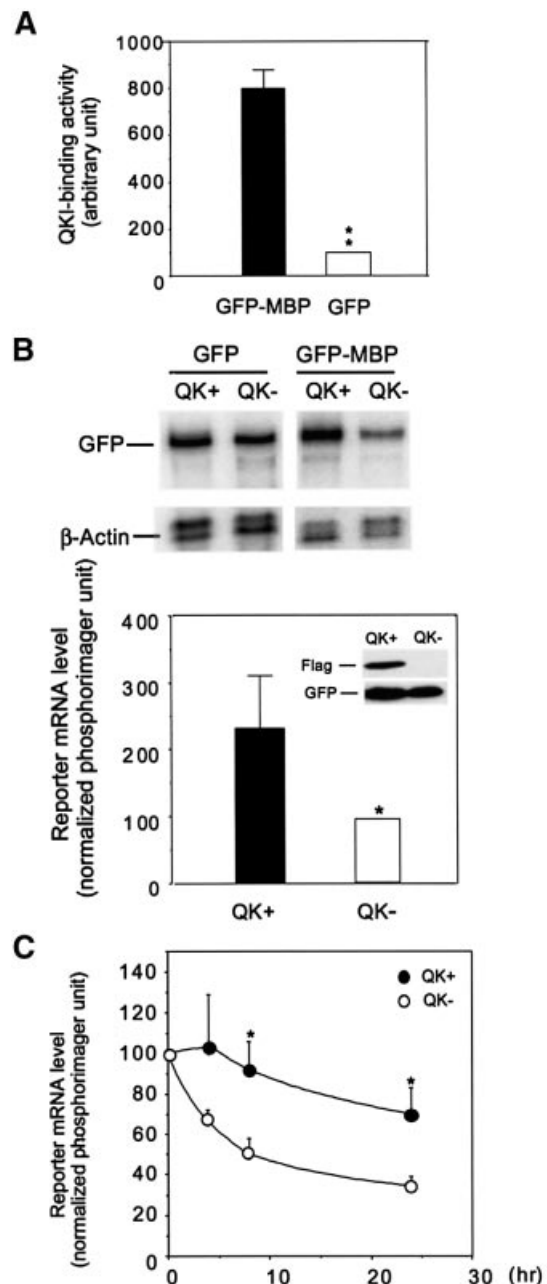 A
QKI-binding activity
(arbitrary unit)
1000
800
600
400
200
0
*
*
GFP-MBP GFP
B
GFP GFP-MBP
QK+ QK- QK+ QK-
GFP
β-Actin
Reporter mRNA level
(normalized phosphorimager unit)
400
300
200
100
0
QK+ QK-
Flag
GFP
*
QK+ QK-
C
Reporter mRNA level
(normalized phosphorimager unit)
140
120
100
80
60
40
20
0
QK+
QK-
*
*
0 10 20 30 (hr)